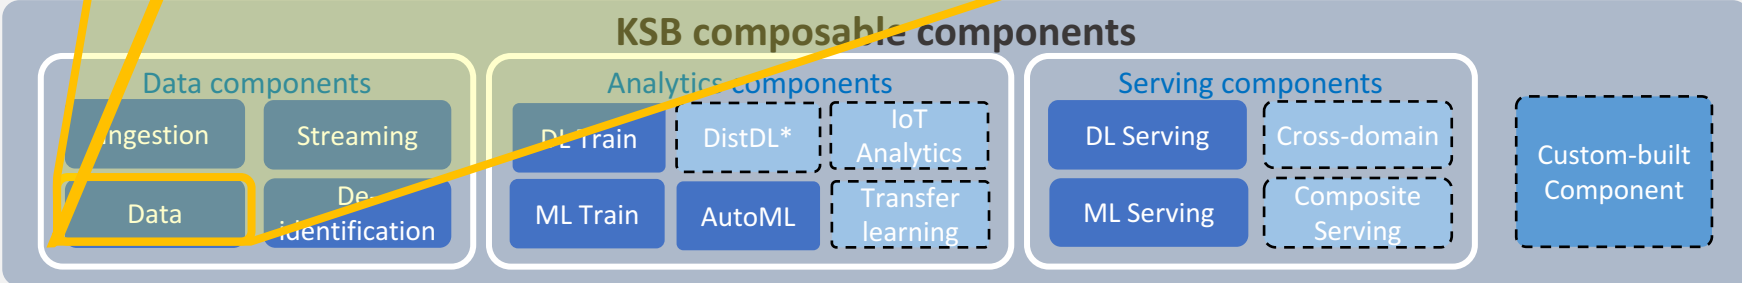 KSB composable components
Data components
Ingestion
Streaming
Data
De-
identification
Analytics components
DL Train
DistDL*
IoT
Analytics
ML Train
AutoML
Transfer
learning
Serving components
DL Serving
Cross-domain
ML Serving
Composite
Serving
Custom-built
Component